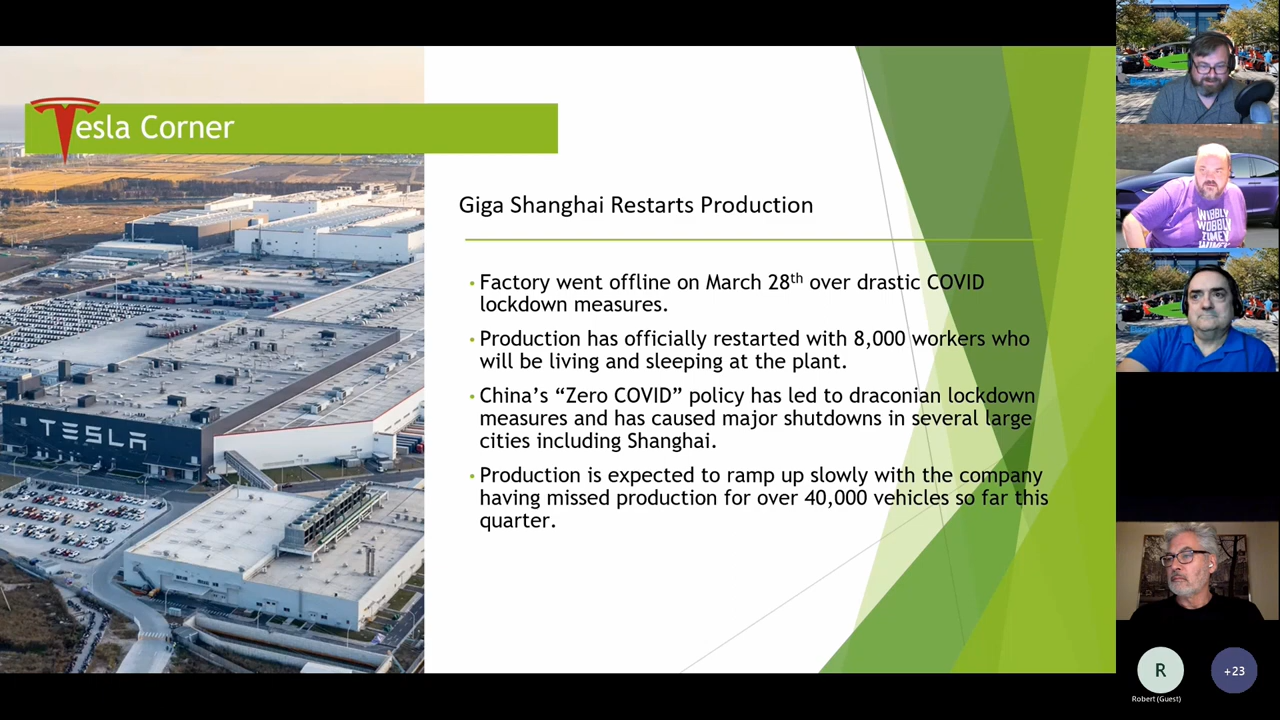 Tesla Corner
Giga Shanghai Restarts Production
Factory went offline on March 28th over drastic COVID
lockdown measures.
Production has officially restarted with 8,000 workers who
will be living and sleeping at the plant.
China's “Zero COVID” policy has led to draconian lockdown
measures and has caused major shutdowns in several large
cities including Shanghai.
Production is expected to ramp up slowly with the company
having missed production for over 40,000 vehicles so far this
quarter.
TESLA
WIBBLY
WOBBLY
TIMEY
WIMEY
R
+23
Robert (Guest)